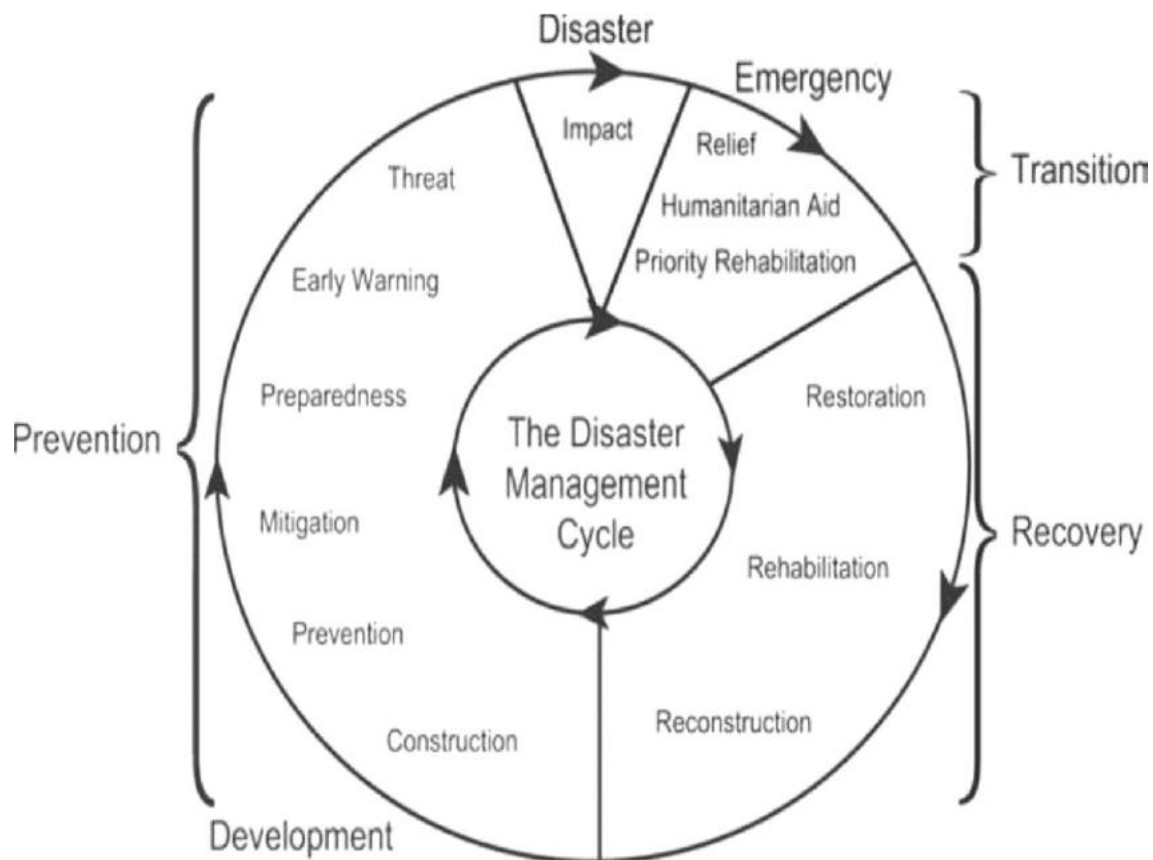 Disaster
Emergency
Impact
Relief
Transition
Threat
Humanitarian Aid
Priority Rehabilitation
Early Warning
Preparedness
Restoration
Prevention
The Disaster
Management
Cycle
Mitigation
Recovery
Rehabilitation
Prevention
Reconstruction
Construction
Development